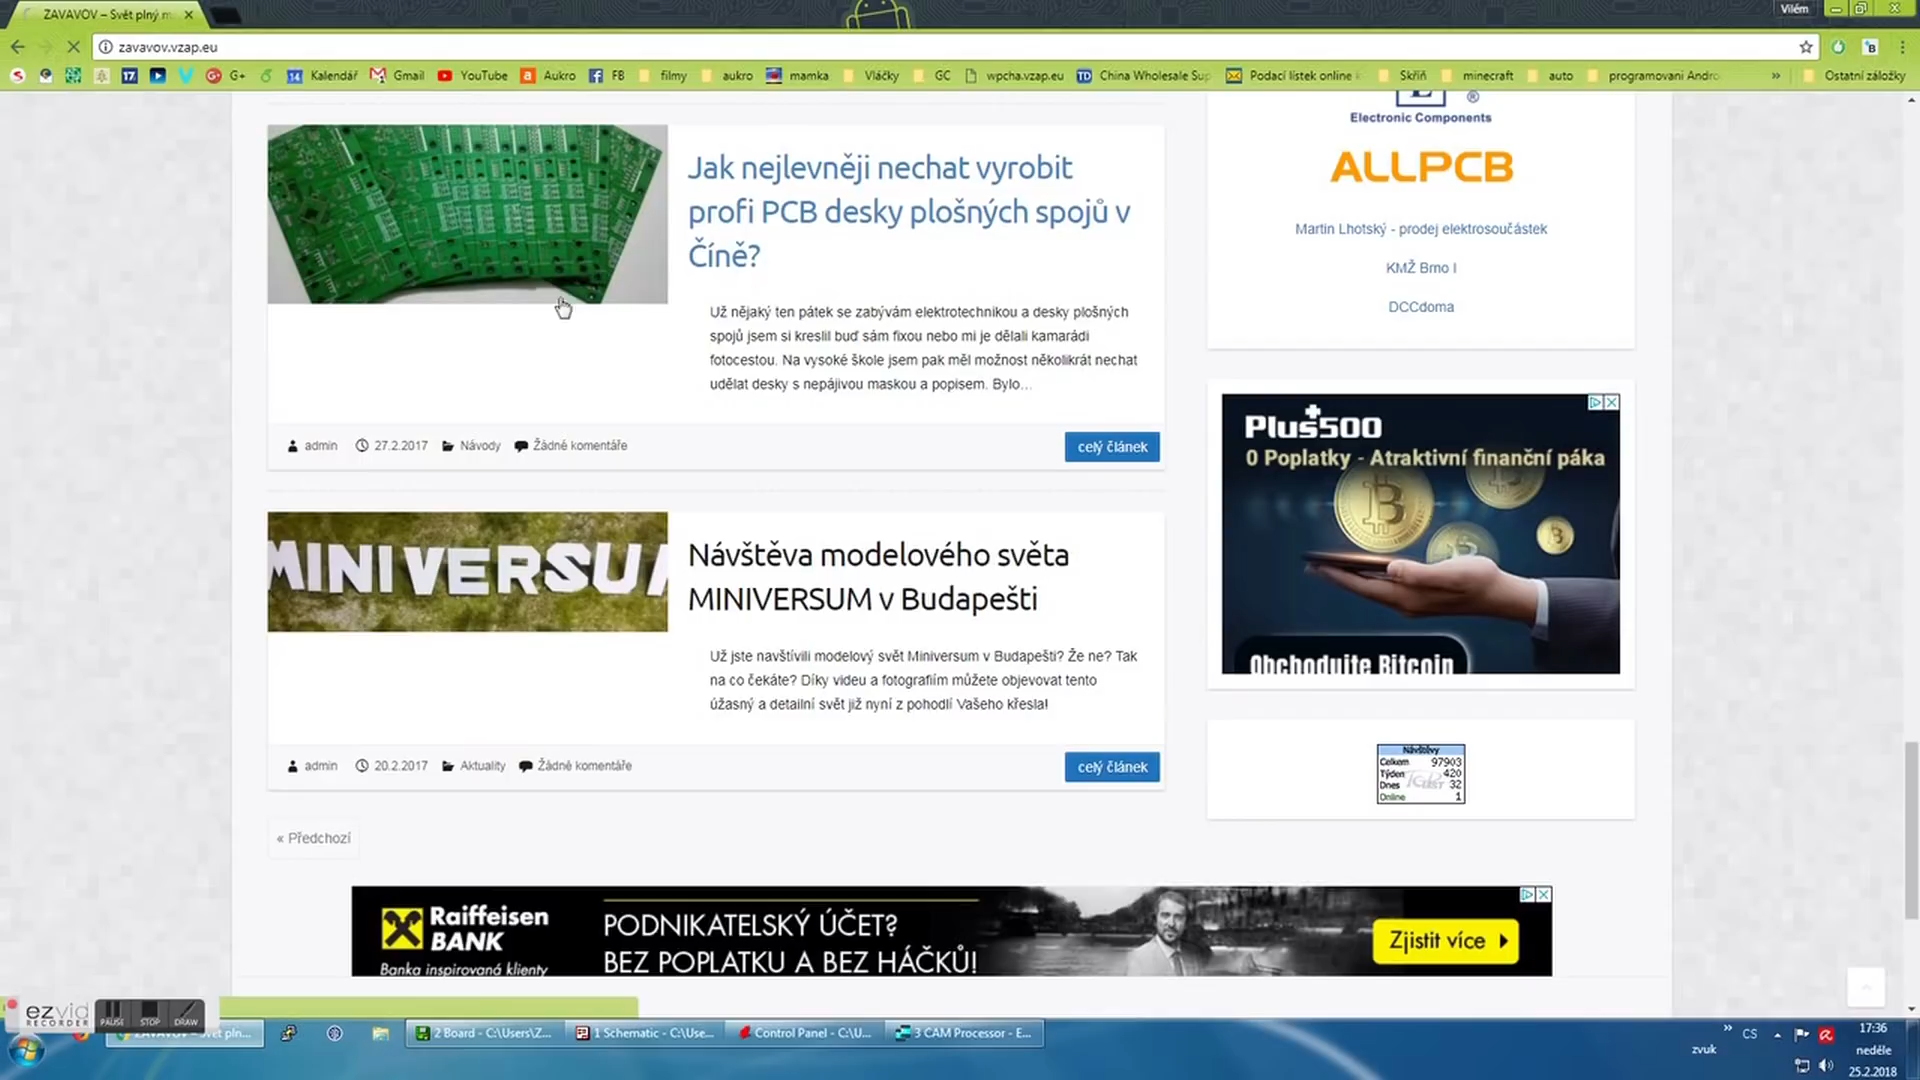 ZAVAVOV – Svět plný m
Vilém
zavavov.vzap.eu
17 G+ 14 Kalendář Gmail YouTube a Aukro FB filmy aukro mamka Vláčky GC wpcha.vzap.eu TD China Wholesale Sup Podací lístek online Skříň minecraft auto programovani Andro » Ostatní záložky
Electronic Components
ALLPCB
Martin Lhotský - prodej elektrosoučástek
KMŽ Brno I
DCCdoma
Jak nejlevněji nechat vyrobit
profi PCB desky plošných spojů v
Číně?
Už nějaký ten pátek se zabývám elektrotechnikou a desky plošných
spojů jsem si kreslil buď sám fixou nebo mi je dělali kamarádi
fotocestou. Na vysoké škole jsem pak měl možnost několikrát nechat
udělat desky s nepájivou maskou a popisem. Bylo…
admin 27.2.2017 Návody Žádné komentáře
celý článek
Plus500
0 Poplatky - Atraktivní finanční páka
Obchodujte Bitcoin
MINIVERSUM
Návštěva modelového světa
MINIVERSUM v Budapešti
Už jste navštívili modelový svět Miniversum v Budapešti? Že ne? Tak
na co čekáte? Díky videu a fotografiím můžete objevovat tento
úžasný a detailní svět již nyní z pohodlí Vašeho křesla!
admin 20.2.2017 Aktuality Žádné komentáře
celý článek
Návštěvy
Celkem 97903
Týden 420
Dnes 32
Online 1
TOPLIST
« Předchozí
Raiffeisen
BANK
Banka inspirovaná klienty
PODNIKATELSKÝ ÚČET?
BEZ POPLATKU A BEZ HÁČKŮ!
Zjistit více
ezvid
RECORDER
PAUSE STOP DRAW
ZAVAVOV – Svět pln...
2 Board - C:\Users\Z...
1 Schematic - C:\Use...
Control Panel - C:\U...
3 CAM Processor - E...
zvuk
CS
17:36
neděle
25.2.2018